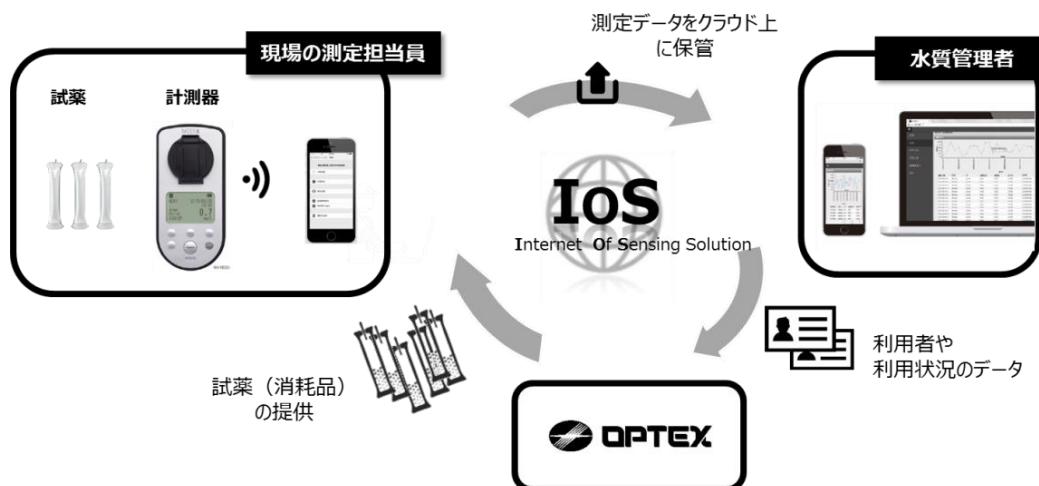 現場の測定担当員
試薬
計測器
測定データをクラウド上
に保管
水質管理者
IoS
Internet Of Sensing Solution
利用者や
利用状況のデータ
試薬（消耗品）
の提供
OPTEX